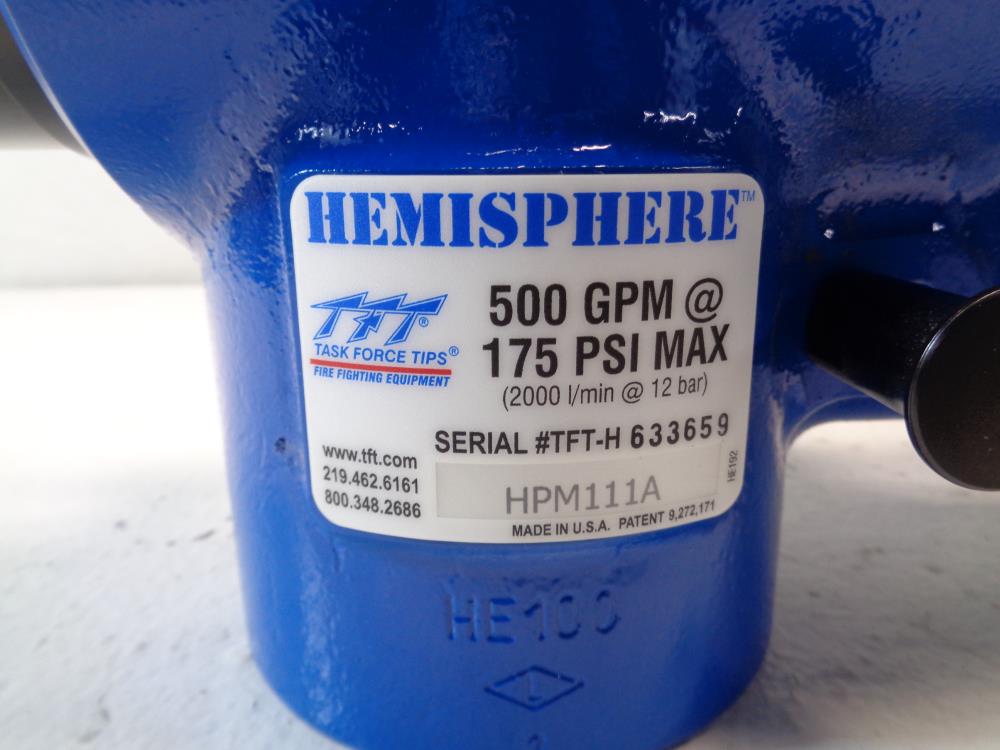 HEMISPHERE™
TFT®
TASK FORCE TIPS®
FIRE FIGHTING EQUIPMENT
500 GPM @
175 PSI MAX
(2000 l/min @ 12 bar)
SERIAL #TFT-H 633659
www.tft.com
219.462.6161
800.348.2686
HPM111A
HE192
MADE IN U.S.A. PATENT 9,272,171
HE100
1